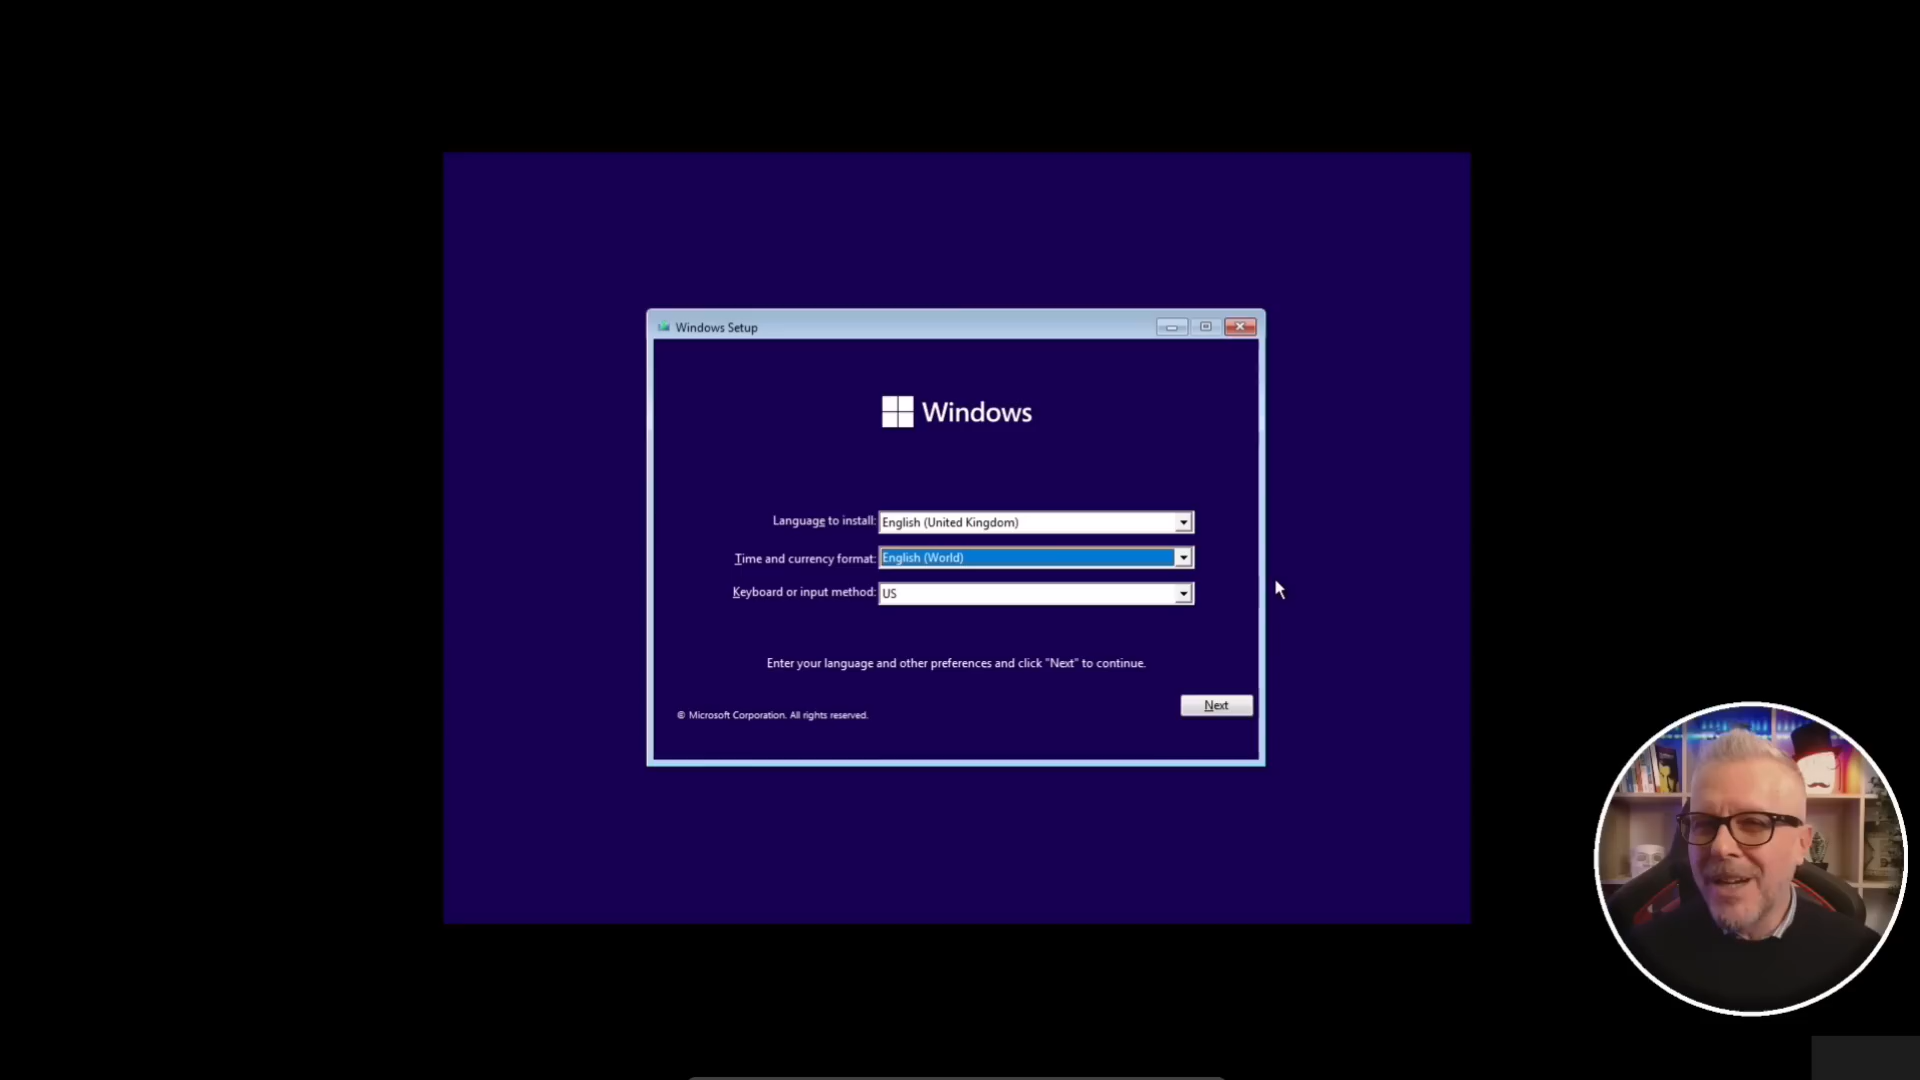 Windows Setup
Windows
Language to install: English (United Kingdom)
Time and currency format: English (World)
Keyboard or input method: US
Enter your language and other preferences and click "Next" to continue.
Next
© Microsoft Corporation. All rights reserved.